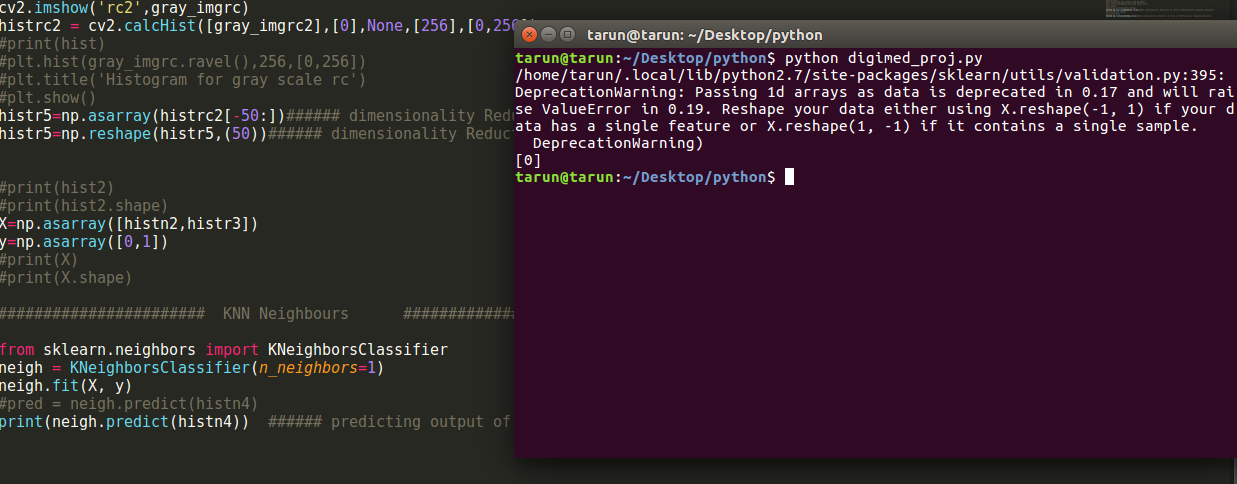 cv2.imshow('rc2',gray_imgrc)
histrc2 = cv2.calcHist([gray_imgrc2],[0],None,[256],[0,256])
#print(hist)
#plt.hist(gray_imgrc.ravel(),256,[0,256])
#plt.title('Histogram for gray scale rc')
#plt.show()
histr5=np.asarray(histrc2[-50:])###### dimensionality Redu
histr5=np.reshape(histr5,(50))###### dimensionality Reduct
#print(hist2)
#print(hist2.shape)
X=np.asarray([histn2,histr3])
y=np.asarray([0,1])
#print(X)
#print(X.shape)
####################### KNN Neighbours #############
from sklearn.neighbors import KNeighborsClassifier
neigh = KNeighborsClassifier(n_neighbors=1)
neigh.fit(X, y)
#pred = neigh.predict(histn4)
print(neigh.predict(histn4)) ###### predicting output of
tarun@tarun: ~/Desktop/python
tarun@tarun:~/Desktop/python$ python digimed_proj.py
/home/tarun/.local/lib/python2.7/site-packages/sklearn/utils/validation.py:395:
DeprecationWarning: Passing 1d arrays as data is deprecated in 0.17 and will rai
se ValueError in 0.19. Reshape your data either using X.reshape(-1, 1) if your d
ata has a single feature or X.reshape(1, -1) if it contains a single sample.
DeprecationWarning)
[0]
tarun@tarun:~/Desktop/python$